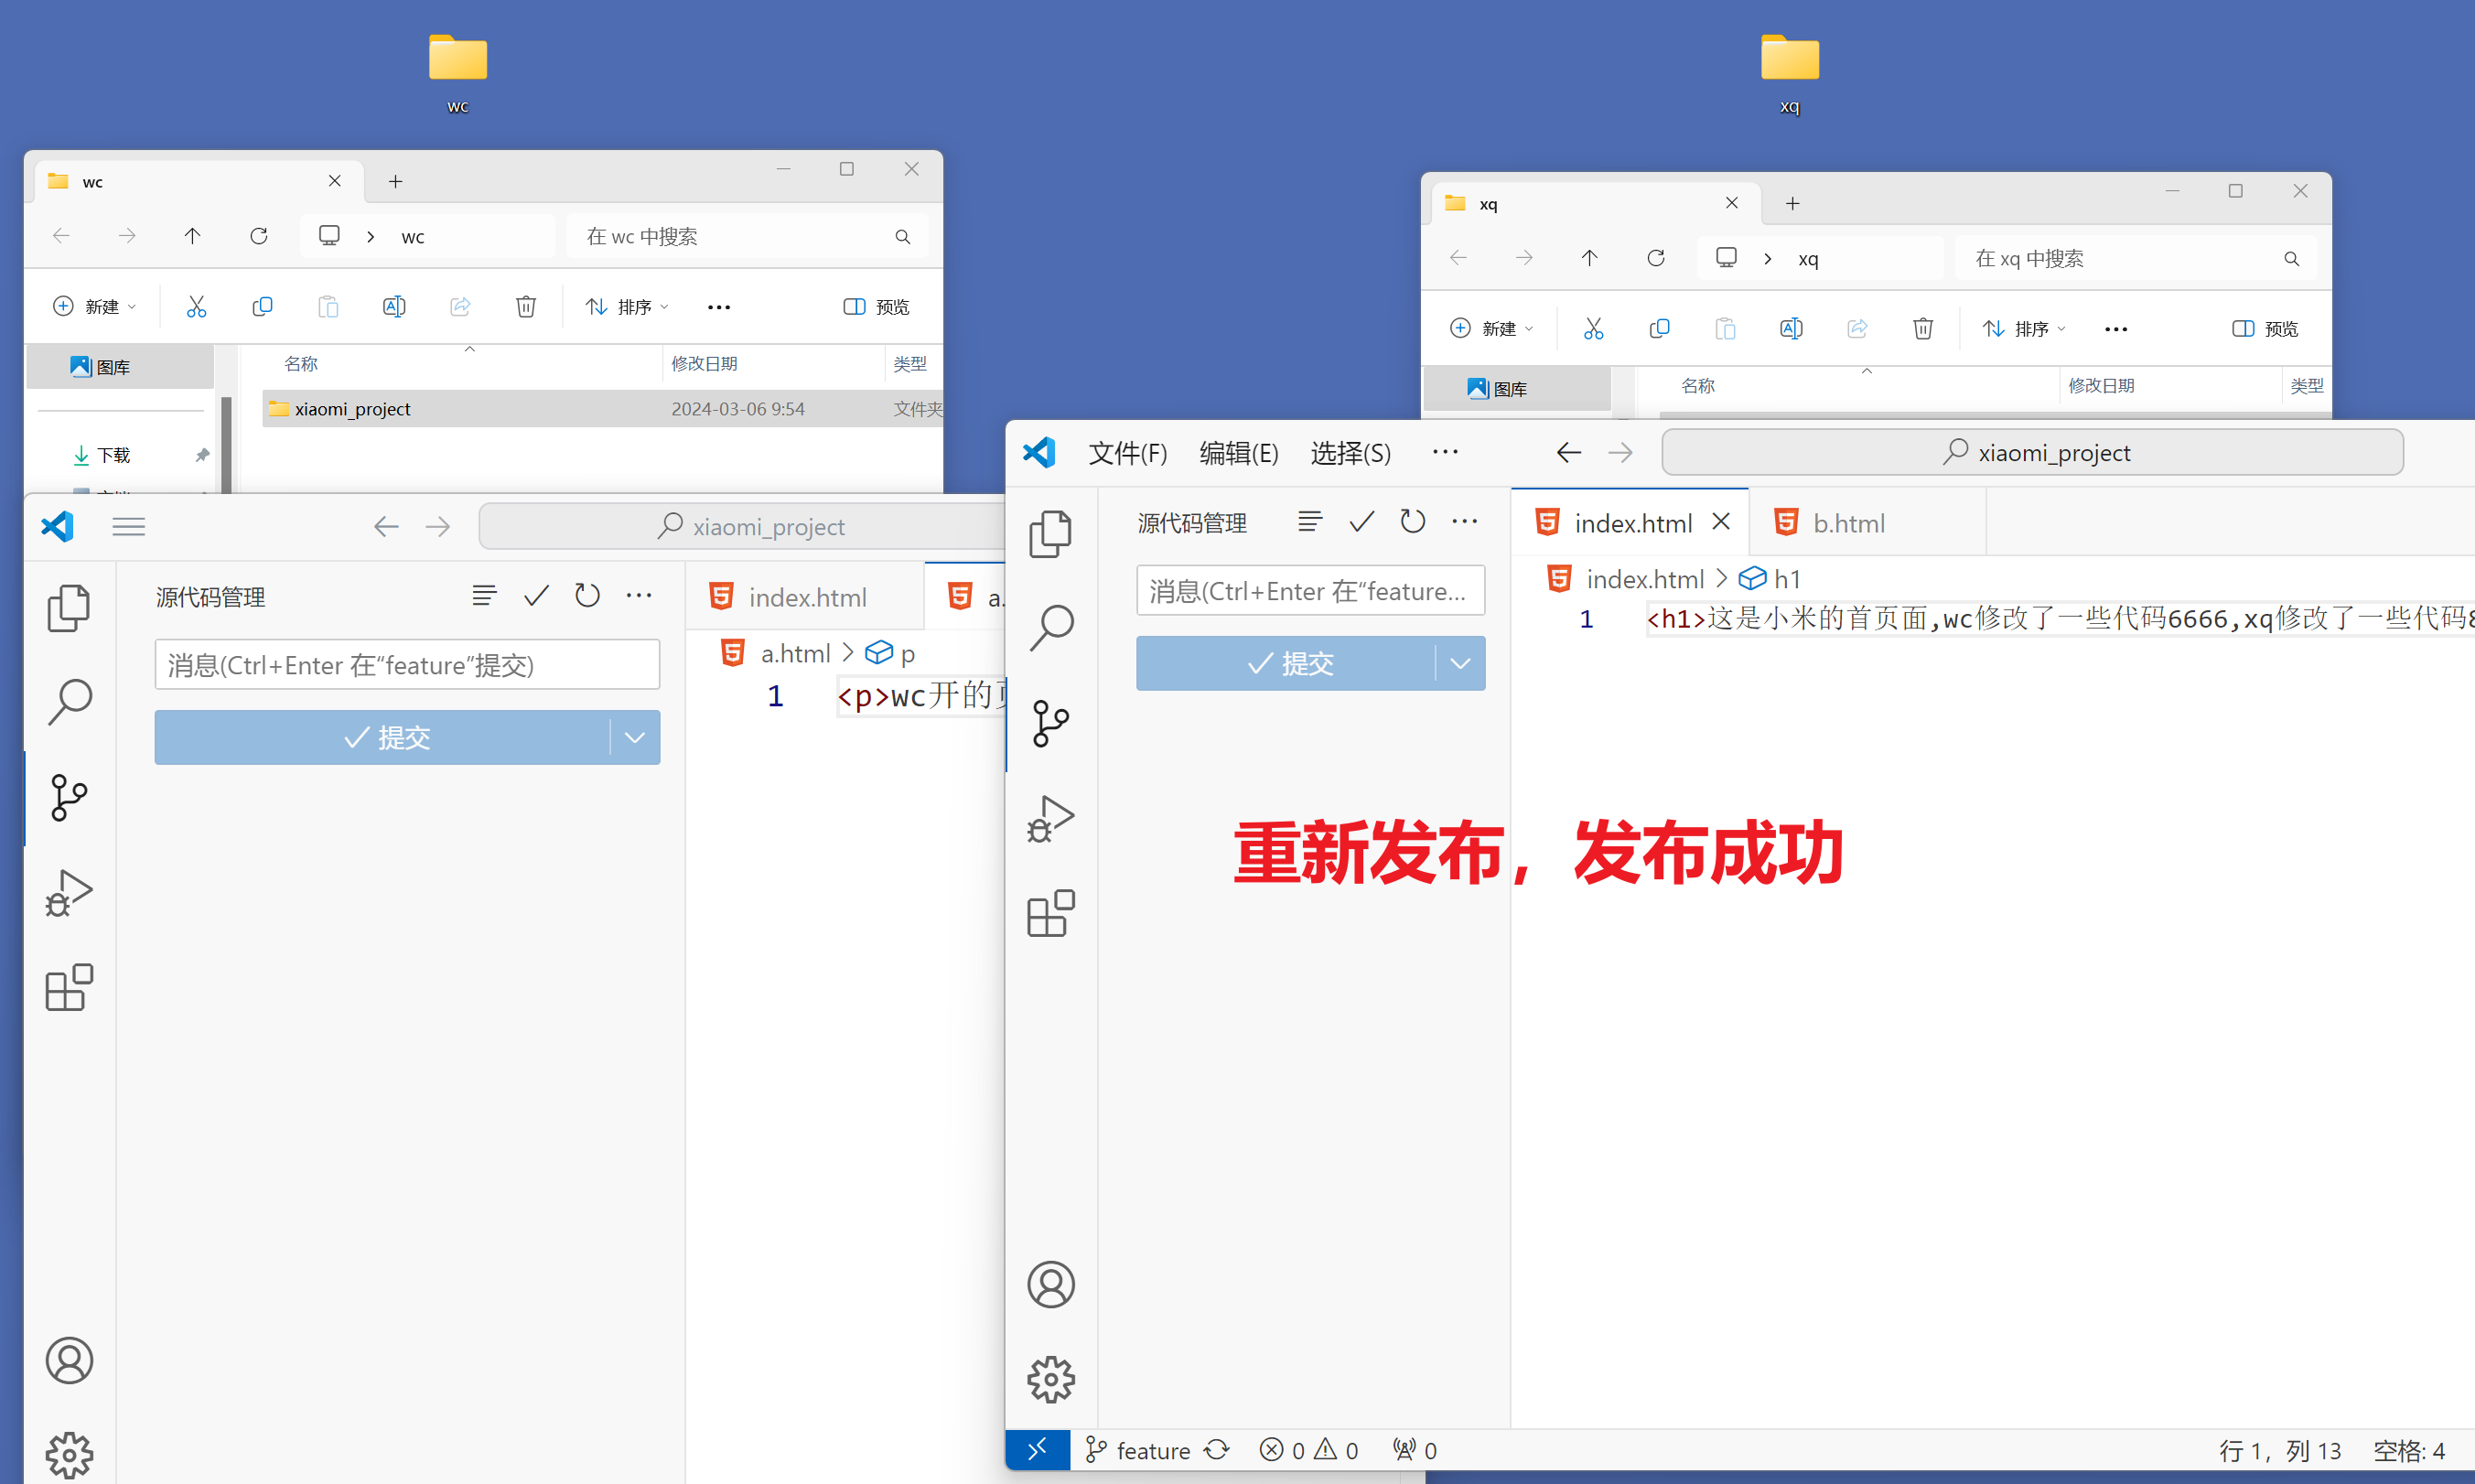 wc
xq
wc
wc
在 wc 中搜索
新建
排序
预览
图库
名称
修改日期
类型
xiaomi_project
2024-03-06 9:54
文件夹
下载
xq
xq
在 xq 中搜索
新建
排序
预览
图库
名称
修改日期
类型
xiaomi_project
源代码管理
消息(Ctrl+Enter 在“feature”提交)
提交
index.html
a.
a.html > p
1
<p>wc开的
文件(F) 编辑(E) 选择(S) ···
xiaomi_project
源代码管理
消息(Ctrl+Enter 在“feature...
提交
index.html
b.html
index.html > h1
1
<h1>这是小米的首页面,wc修改了一些代码6666,xq修改了一些代码8
重新发布，发布成功
feature
0
0
0
行 1，列 13
空格: 4